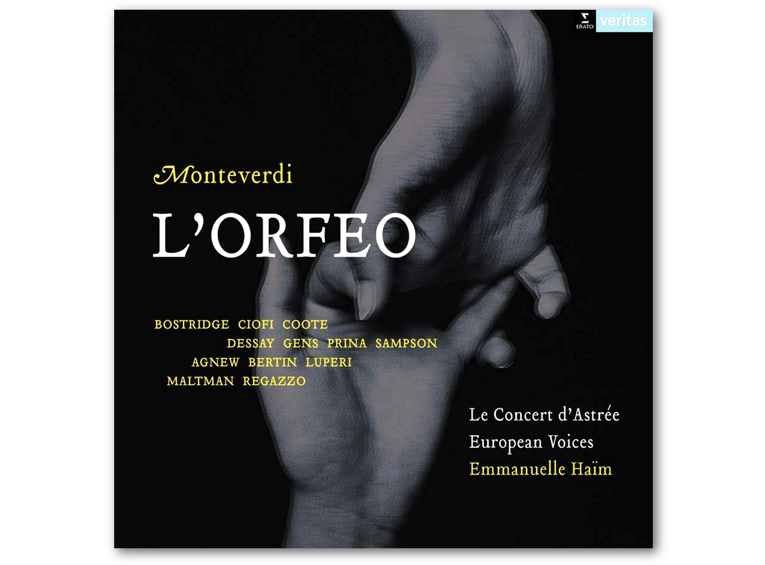 ERATO veritas
Monteverdi
L'ORFEO
BOSTRIDGE CIOFI COOTE
DESSAY GENS PRINA SAMPSON
AGNEW BERTIN LUPERI
MALTMAN REGAZZO
Le Concert d'Astrée
European Voices
Emmanuelle Haïm